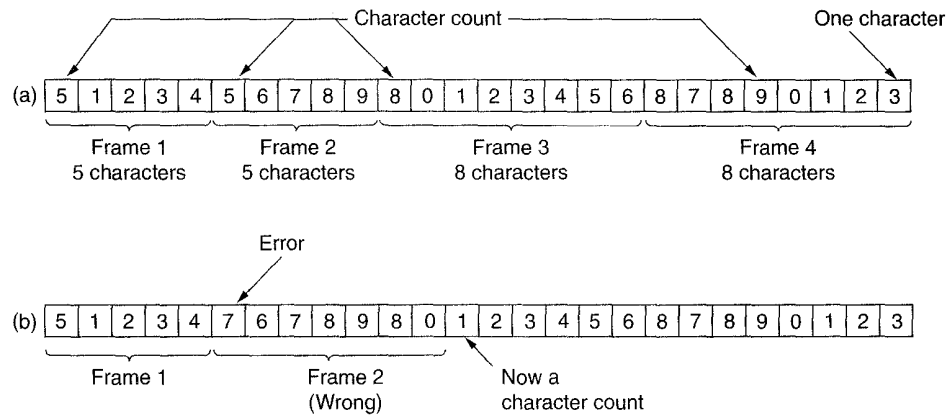 Character count One character
(a) 5 1 2 3 4 5 6 7 8 9 8 0 1 2 3 4 5 6 8 7 8 9 0 1 2 3
Frame 1 Frame 2 Frame 3 Frame 4
5 characters 5 characters 8 characters 8 characters
Error
(b) 5 1 2 3 4 7 6 7 8 9 8 0 1 2 3 4 5 6 8 7 8 9 0 1 2 3
Frame 1 Frame 2 Now a
(Wrong) character count